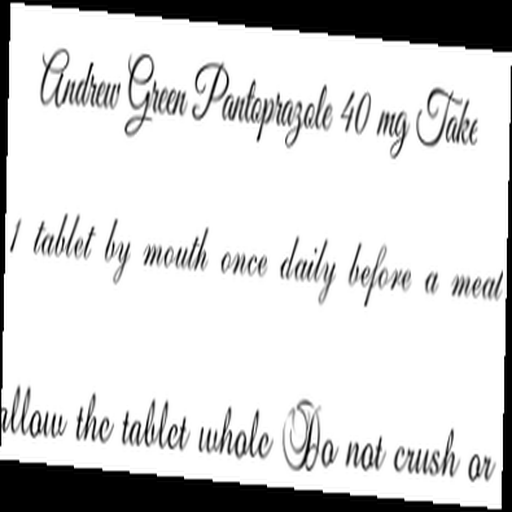 Andrew Green Pantoprazole 40 mg Take
1 tablet by mouth once daily before a meal
the tablet whole Do not crush or